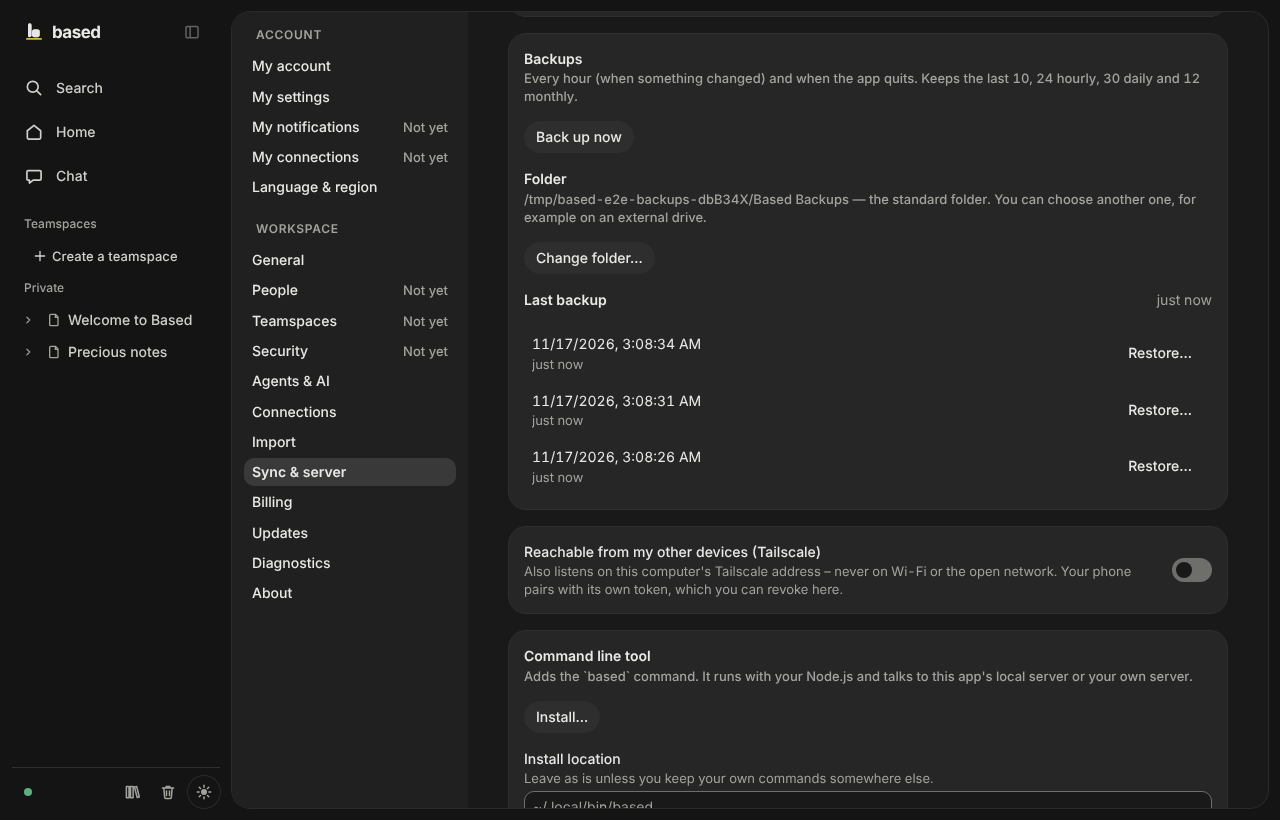 based
Search
Home
Chat
Teamspaces
Create a teamspace
Private
Welcome to Based
Precious notes
ACCOUNT
My account
My settings
My notifications Not yet
My connections Not yet
Language & region
WORKSPACE
General
People Not yet
Teamspaces Not yet
Security Not yet
Agents & AI
Connections
Import
Sync & server
Billing
Updates
Diagnostics
About
Backups
Every hour (when something changed) and when the app quits. Keeps the last 10, 24 hourly, 30 daily and 12
monthly.
Back up now
Folder
/tmp/based-e2e-backups-dbB34X/Based Backups — the standard folder. You can choose another one, for
example on an external drive.
Change folder...
Last backup just now
11/17/2026, 3:08:34 AM
just now
Restore...
11/17/2026, 3:08:31 AM
just now
Restore...
11/17/2026, 3:08:26 AM
just now
Restore...
Reachable from my other devices (Tailscale)
Also listens on this computer's Tailscale address – never on Wi-Fi or the open network. Your phone
pairs with its own token, which you can revoke here.
Command line tool
Adds the `based` command. It runs with your Node.js and talks to this app's local server or your own server.
Install...
Install location
Leave as is unless you keep your own commands somewhere else.
~/.local/bin/based